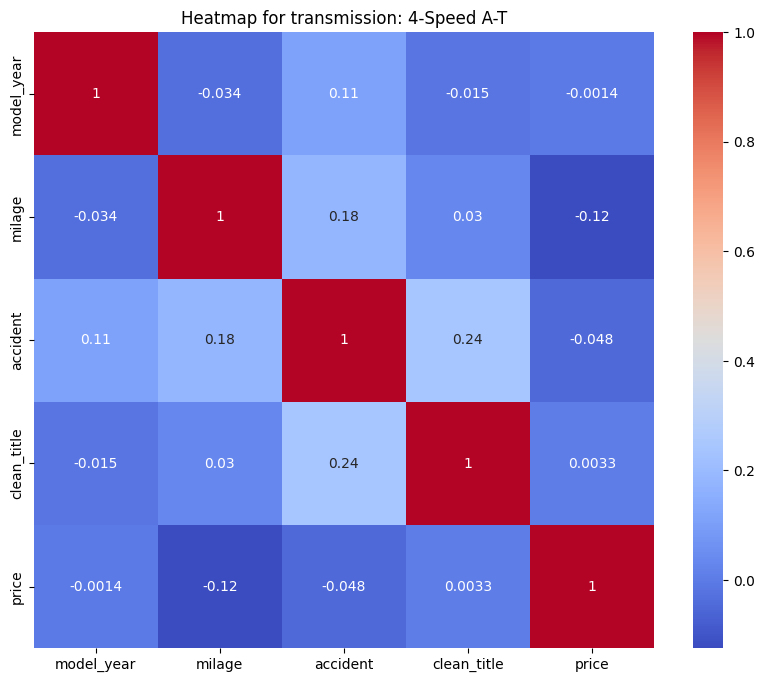 Heatmap for transmission: 4-Speed A-T
model_year 1 -0.034 0.11 -0.015 -0.0014
milage -0.034 1 0.18 0.03 -0.12
accident 0.11 0.18 1 0.24 -0.048
clean_title -0.015 0.03 0.24 1 0.0033
price -0.0014 -0.12 -0.048 0.0033 1
model_year milage accident clean_title price
1.0
0.8
0.6
0.4
0.2
0.0